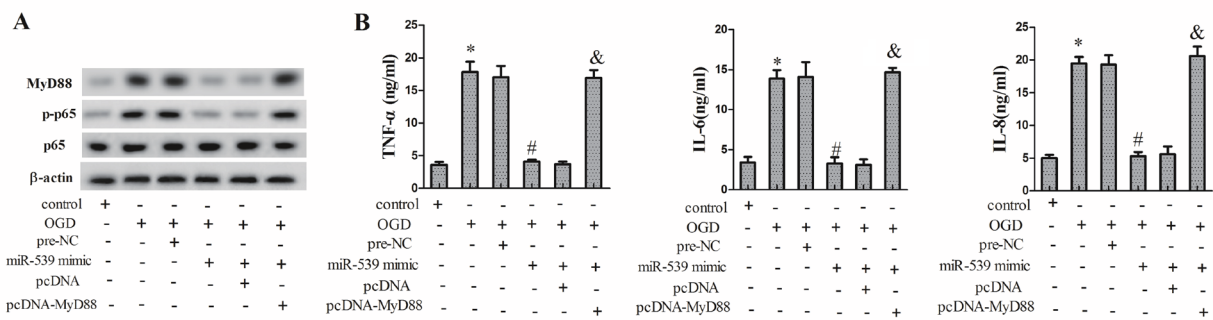 A
MyD88
p-p65
p65
β-actin
control + - - - - -
OGD - + + + + +
pre-NC - - + - - -
miR-539 mimic - - - + + +
pcDNA - - - - + -
pcDNA-MyD88 - - - - - +
B
TNF-α (ng/ml)
25
20
15
10
5
0
* # &
control + - - - - -
OGD - + + + + +
pre-NC - - + - - -
miR-539 mimic - - - + + +
pcDNA - - - - + -
pcDNA-MyD88 - - - - - +
IL-6(ng/ml)
20
15
10
5
0
* # &
control + - - - - -
OGD - + + + + +
pre-NC - - + - - -
miR-539 mimic - - - + + +
pcDNA - - - - + -
pcDNA-MyD88 - - - - - +
IL-8(ng/ml)
25
20
15
10
5
0
* # &
control + - - - - -
OGD - + + + + +
pre-NC - - + - - -
miR-539 mimic - - - + + +
pcDNA - - - - + -
pcDNA-MyD88 - - - - - +